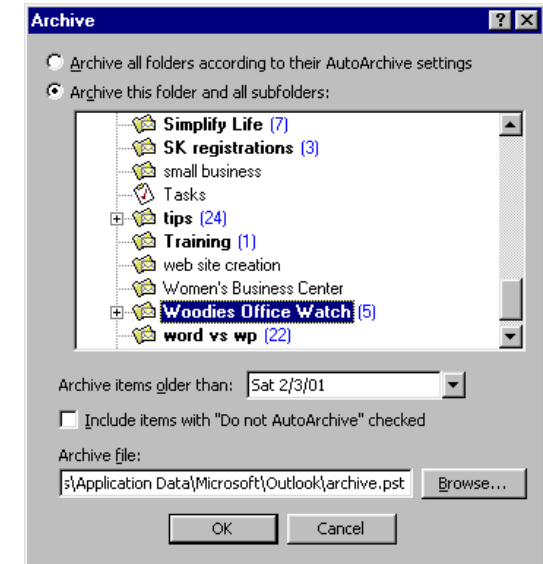 Archive
Archive all folders according to their AutoArchive settings
Archive this folder and all subfolders:
Simplify Life (7)
SK registrations (3)
small business
Tasks
tips (24)
Training (1)
web site creation
Women's Business Center
Woodies Office Watch (5)
word vs wp (22)
Archive items older than: Sat 2/3/01
Include items with "Do not AutoArchive" checked
Archive file:
s\Application Data\Microsoft\Outlook\archive.pst Browse...
OK Cancel